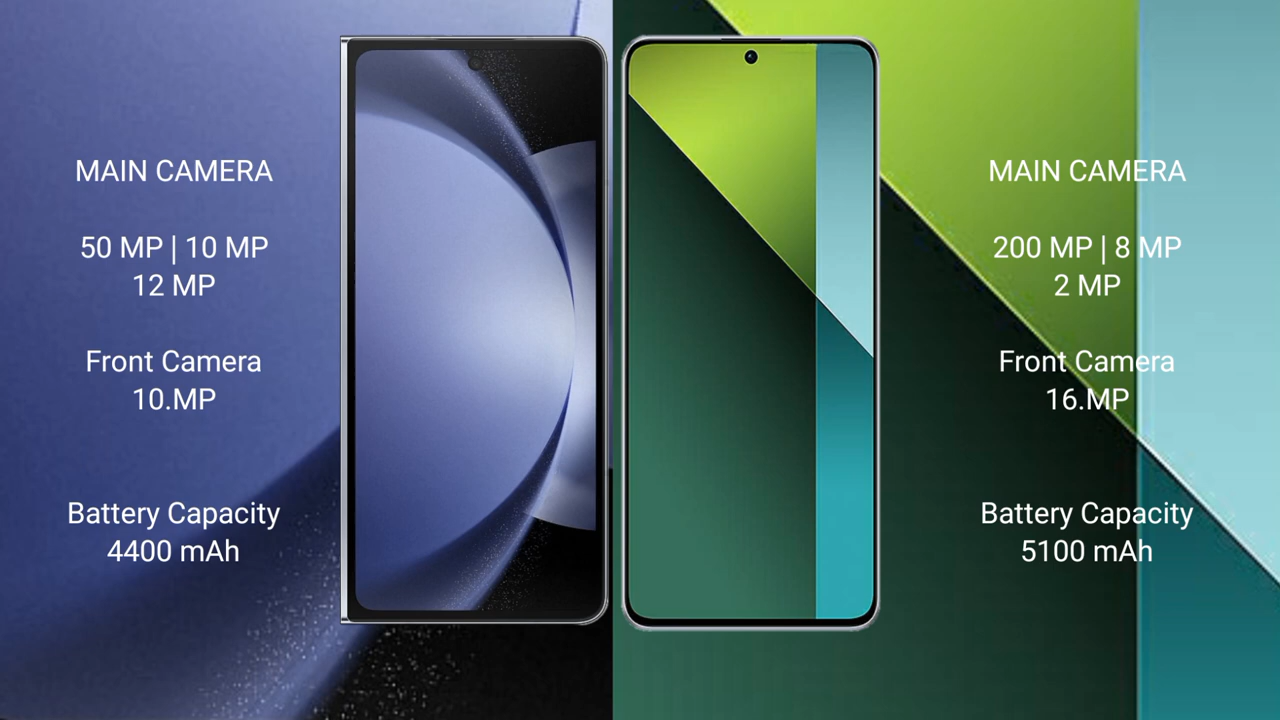 MAIN CAMERA
50 MP | 10 MP
12 MP
Front Camera
10.MP
Battery Capacity
4400 mAh
MAIN CAMERA
200 MP | 8 MP
2 MP
Front Camera
16.MP
Battery Capacity
5100 mAh